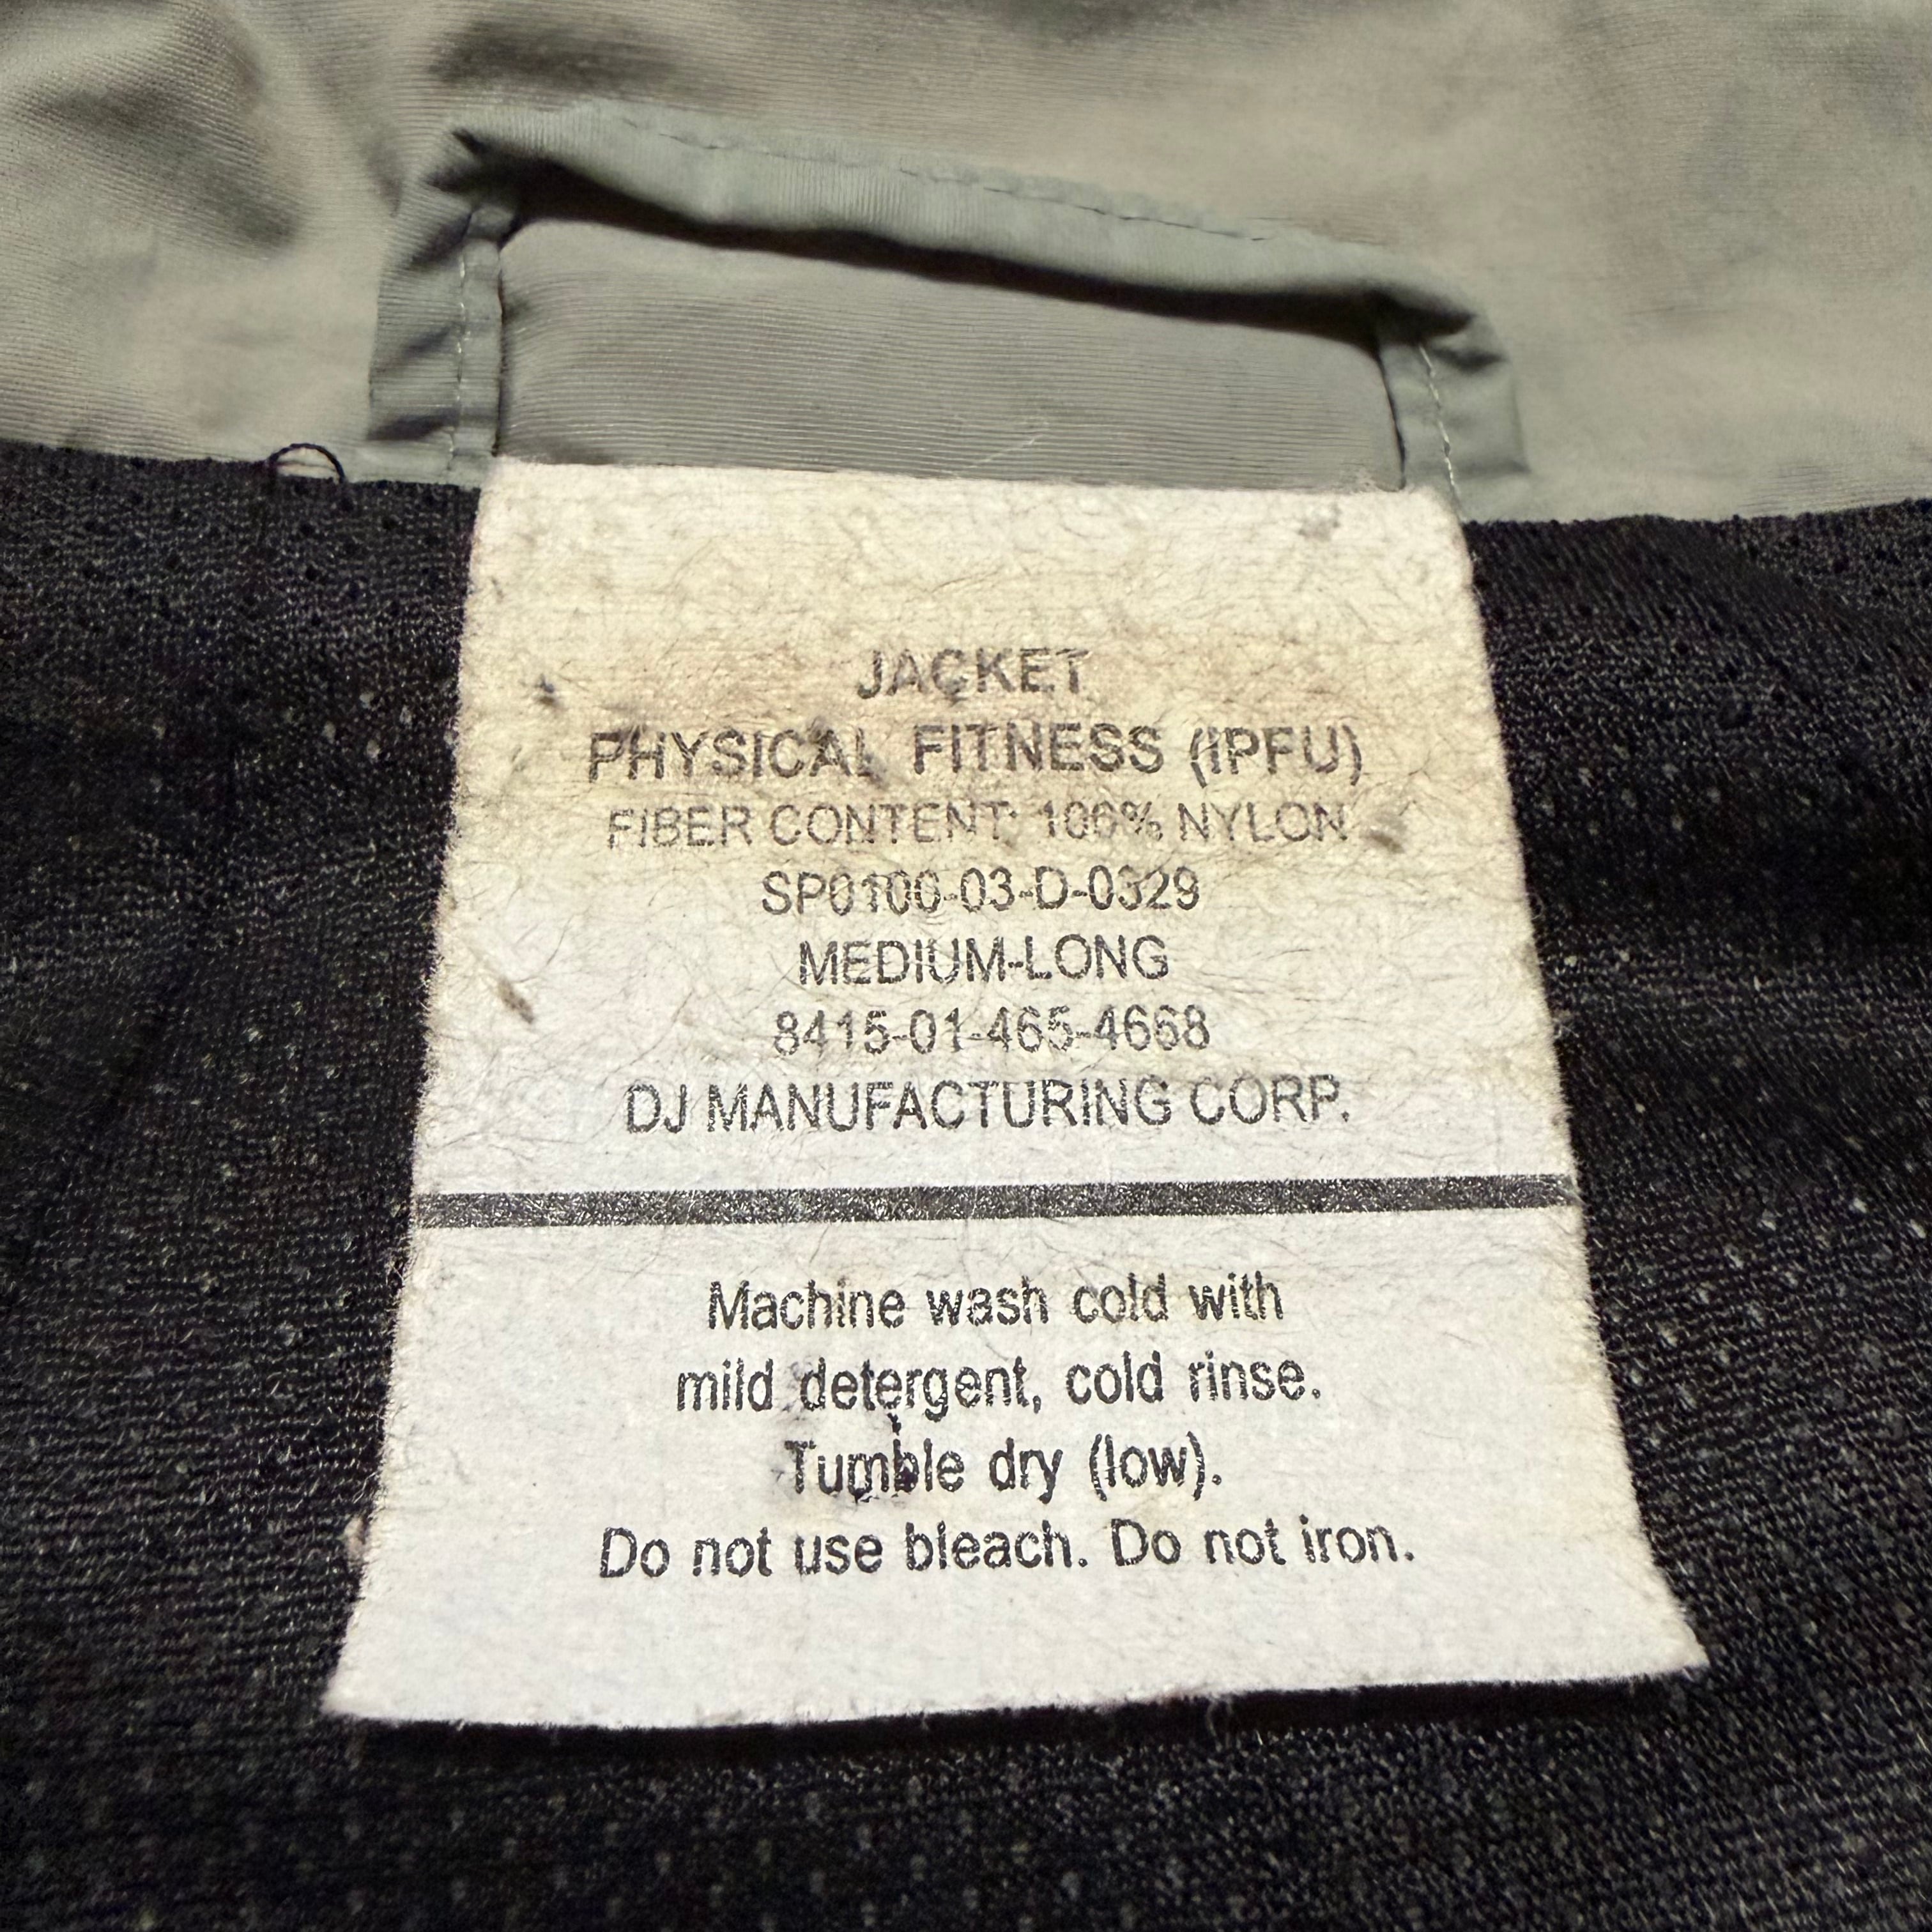 JACKET
PHYSICAL FITNESS (IPFU)
FIBER CONTENT: 100% NYLON
SP0100-03-D-0329
MEDIUM-LONG
8415-01-465-4668
DJ MANUFACTURING CORP.
Machine wash cold with
mild detergent, cold rinse.
Tumble dry (low).
Do not use bleach. Do not iron.